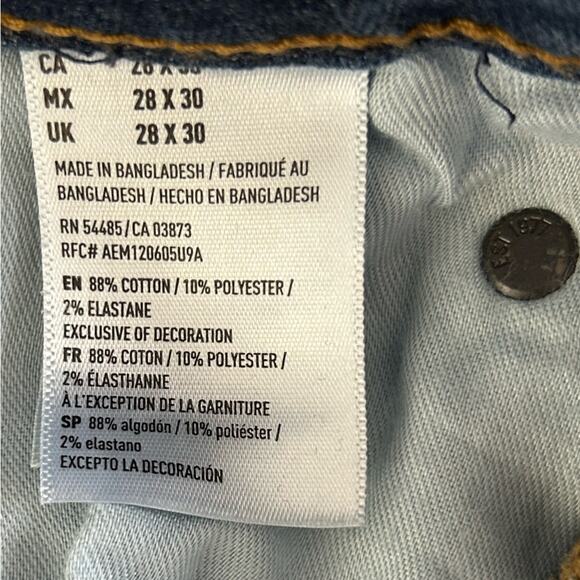 CA 28 X 30
MX 28 X 30
UK 28 X 30
MADE IN BANGLADESH / FABRIQUÉ AU
BANGLADESH / HECHO EN BANGLADESH
RN 54485/CA 03873
RFC# AEM120605U9A
EN 88% COTTON / 10% POLYESTER /
2% ELASTANE
EXCLUSIVE OF DECORATION
FR 88% COTON / 10% POLYESTER /
2% ÉLASTHANNE
À L'EXCEPTION DE LA GARNITURE
SP 88% algodón / 10% poliéster /
2% elastano
EXCEPTO LA DECORACIÓN
EST 1977